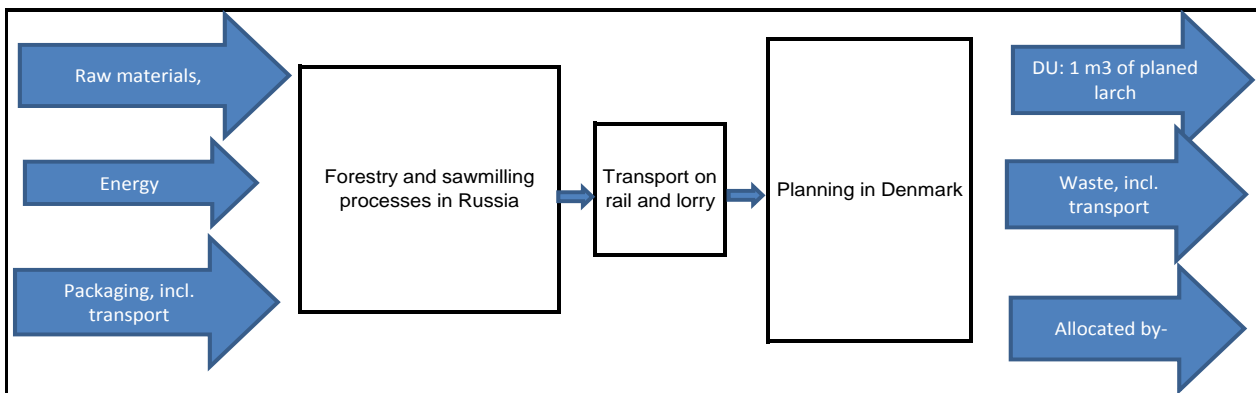 Raw materials,
Energy
Packaging, incl.
transport
Forestry and sawmilling
processes in Russia
Transport on
rail and lorry
Planning in Denmark
DU: 1 m3 of planed
larch
Waste, incl.
transport
Allocated by-